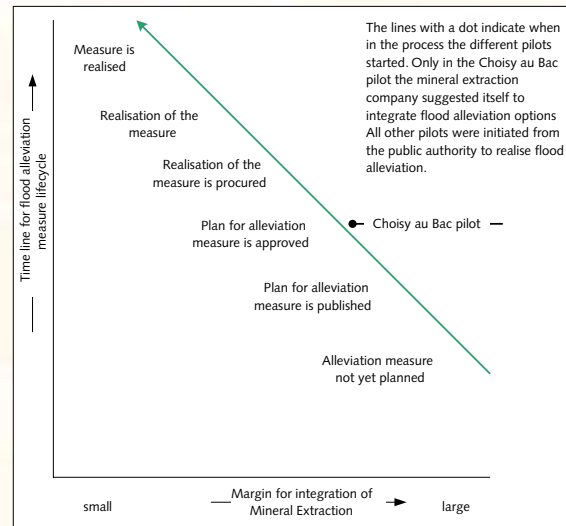 The lines with a dot indicate when
in the process the different pilots
started. Only in the Choisy au Bac
pilot the mineral extraction
company suggested itself to
integrate flood alleviation options
All other pilots were initiated from
the public authority to realise flood
alleviation.
Measure is
realised
Realisation of the
measure
Realisation of the
measure is procured
Plan for alleviation
measure is approved
Choisy au Bac pilot
Plan for alleviation
measure is published
Alleviation measure
not yet planned
Time line for flood alleviation
measure lifecycle
small
Margin for integration of
Mineral Extraction
large